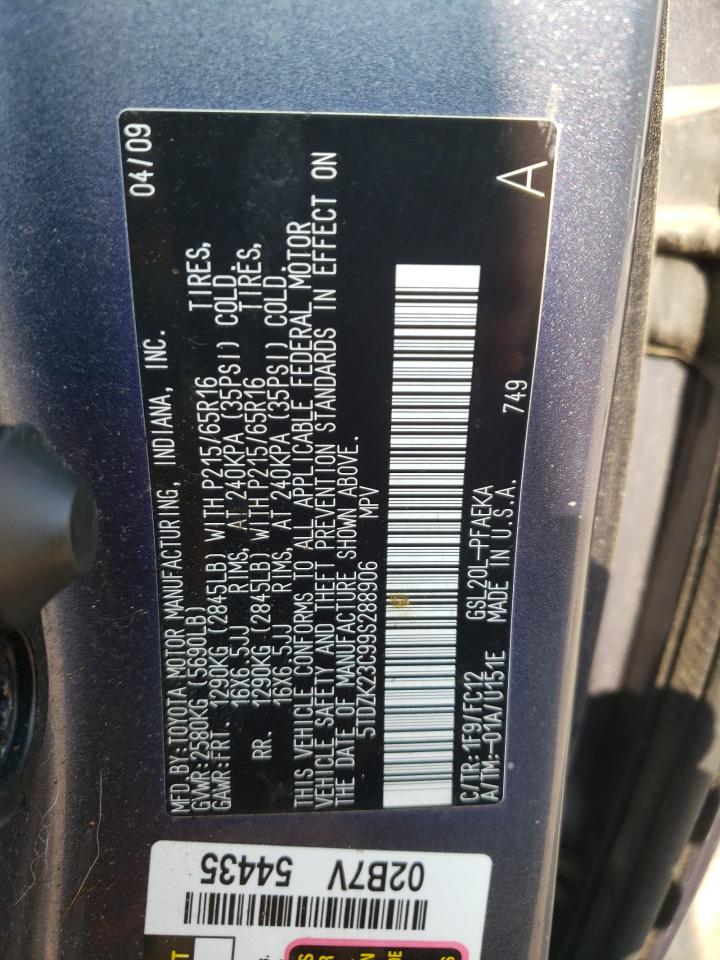 MFD BY:TOYOTA MOTOR MANUFACTURING, INDIANA, INC. 04/09
GVWR:2580KG (5690LB)
GAWR:FRT. 1290KG (2845LB) WITH P215/65R16 TIRES,
16X6.5JJ RIMS, AT 240KPA (35PSI) COLD.
RR. 1290KG (2845LB) WITH P215/65R16 TIRES,
16X6.5JJ RIMS, AT 240KPA (35PSI) COLD.
THIS VEHICLE CONFORMS TO ALL APPLICABLE FEDERAL MOTOR
VEHICLE SAFETY AND THEFT PREVENTION STANDARDS IN EFFECT ON
THE DATE OF MANUFACTURE SHOWN ABOVE.
5TDZK23C99S288906 MPV
C/TR:1F9/FC12 GSL20L-PFAEKA
A/TM:-01A/U151E MADE IN U.S.A. 749 A
02B7V 54435